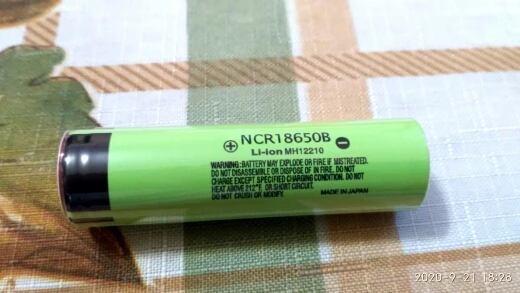 NCR18650B
Li-ion MH12210
WARNING: BATTERY MAY EXPLODE OR FIRE IF MISTREATED.
DO NOT DISASSEMBLE OR DISPOSE OF IN FIRE. DO NOT
CHARGE EXCEPT SPECIFIED CHARGING CONDITION. DO NOT
HEAT ABOVE 212°F. OR SHORT CIRCUIT.
DO NOT CRUSH OR MODIFY.
MADE IN JAPAN
2020-9-21 18:26